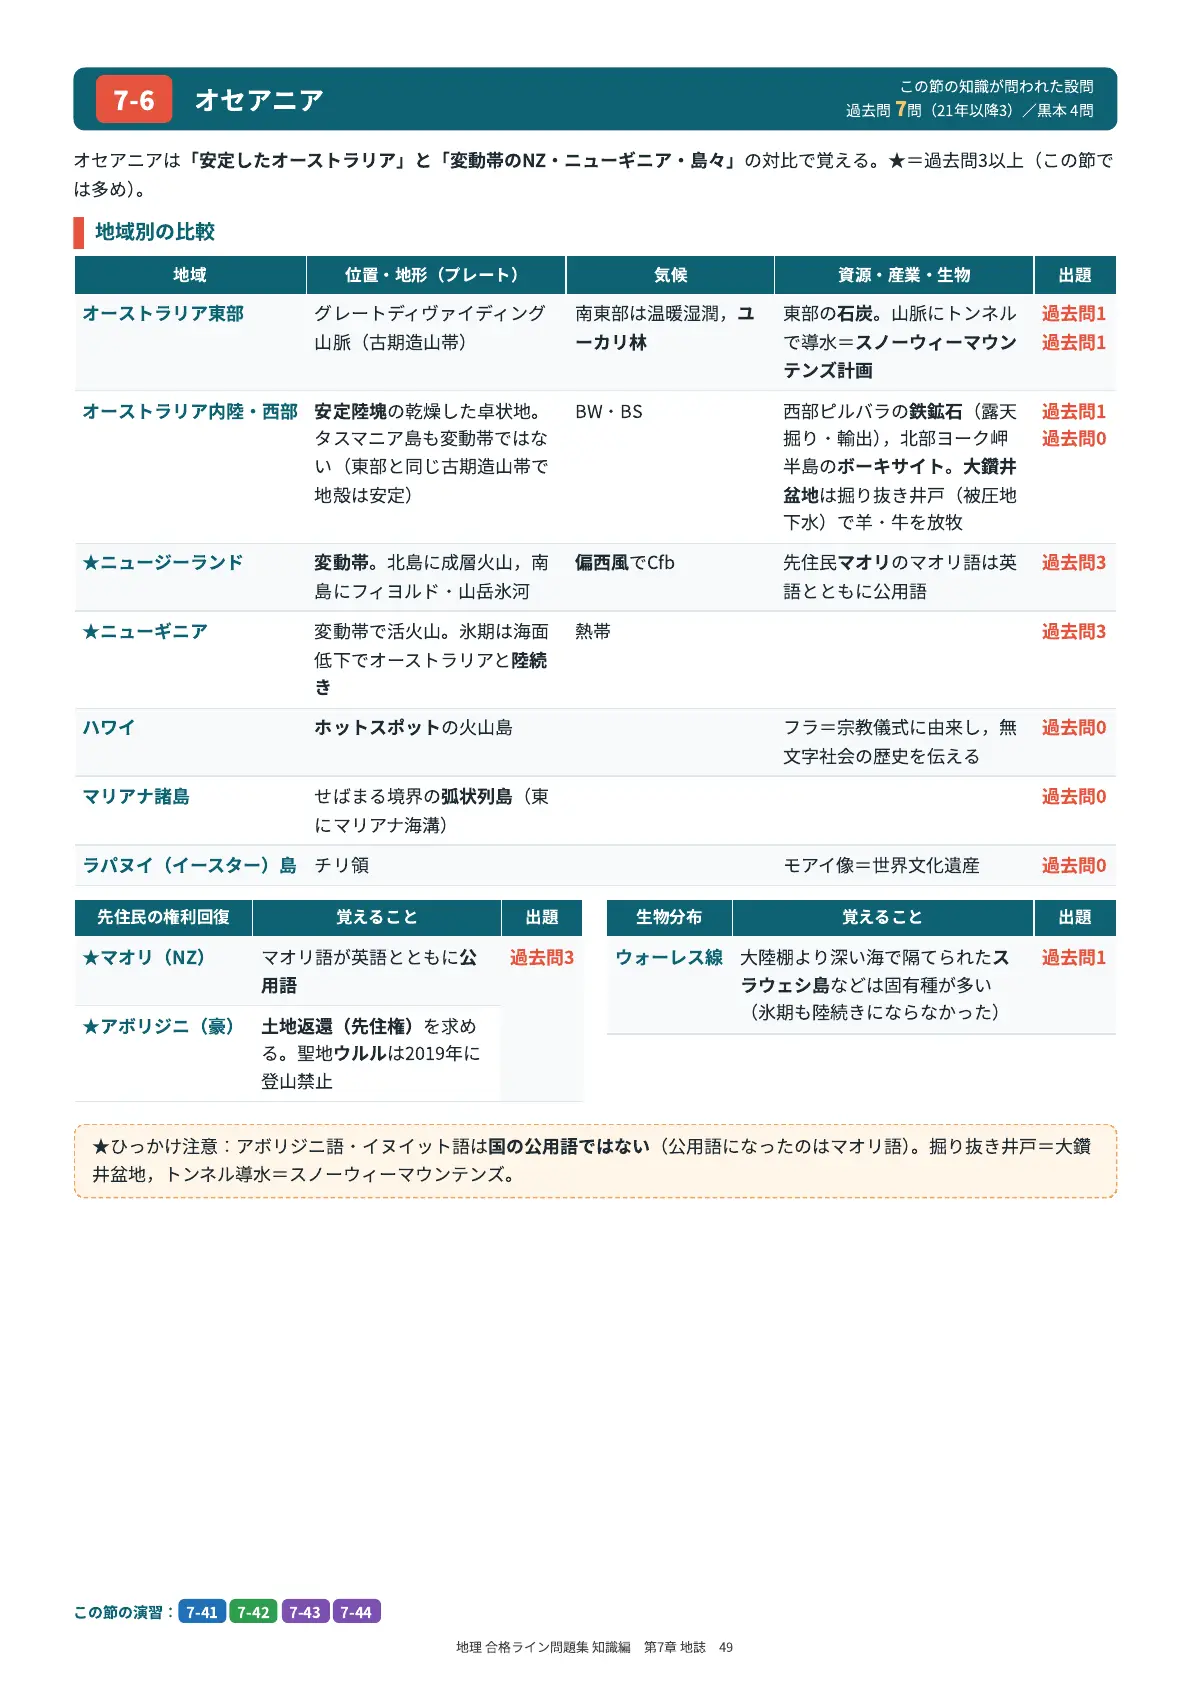 7-6 オセアニア
この節の知識が問われた設問
過去問 7問（21年以降3）／黒本 4問
オセアニアは「安定したオーストラリア」と「変動帯のNZ・ニューギニア・島々」の対比で覚える。★＝過去問3以上（この節で
は多め）。
地域別の比較
地域 位置・地形（プレート） 気候 資源・産業・生物 出題
オーストラリア東部 グレートディヴァイディング 南東部は温暖湿潤，ユ 東部の石炭。山脈にトンネル 過去問1
山脈（古期造山帯） ーカリ林 で導水＝スノーウィーマウン 過去問1
テンズ計画
オーストラリア内陸・西部 安定陸塊の乾燥した卓状地。 BW・BS 西部ピルバラの鉄鉱石（露天 過去問1
タスマニア島も変動帯ではな 掘り・輸出），北部ヨーク岬 過去問0
い（東部と同じ古期造山帯で 半島のボーキサイト。大鑽井
地殻は安定） 盆地は掘り抜き井戸（被圧地
下水）で羊・牛を放牧
★ニュージーランド 変動帯。北島に成層火山，南 偏西風でCfb 先住民マオリのマオリ語は英 過去問3
島にフィヨルド・山岳氷河 語とともに公用語
★ニューギニア 変動帯で活火山。氷期は海面 熱帯 過去問3
低下でオーストラリアと陸続
き
ハワイ ホットスポットの火山島 フラ＝宗教儀式に由来し，無 過去問0
文字社会の歴史を伝える
マリアナ諸島 せばまる境界の弧状列島（東 過去問0
にマリアナ海溝）
ラパヌイ（イースター）島 チリ領 モアイ像＝世界文化遺産 過去問0
先住民の権利回復 覚えること 出題
★マオリ（NZ） マオリ語が英語とともに公 過去問3
用語
★アボリジニ（豪） 土地返還（先住権）を求め
る。聖地ウルルは2019年に
登山禁止
生物分布 覚えること 出題
ウォーレス線 大陸棚より深い海で隔てられたス 過去問1
ラウェシ島などは固有種が多い
（氷期も陸続きにならなかった）
★ひっかけ注意：アボリジニ語・イヌイット語は国の公用語ではない（公用語になったのはマオリ語）。掘り抜き井戸＝大鑽
井盆地，トンネル導水＝スノーウィーマウンテンズ。
この節の演習： 7-41 7-42 7-43 7-44
地理 合格ライン問題集 知識編 第7章 地誌 49